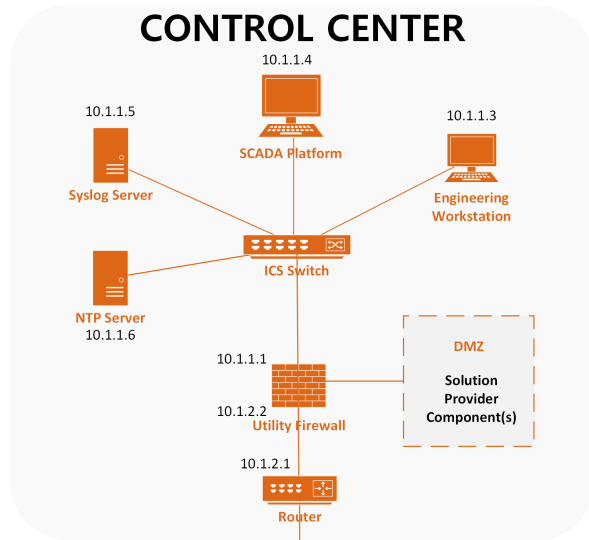 CONTROL CENTER
10.1.1.4
10.1.1.5
10.1.1.3
SCADA Platform
Syslog Server
Engineering
Workstation
ICS Switch
NTP Server
10.1.1.6
10.1.1.1
DMZ
Solution
Provider
Component(s)
10.1.2.2
Utility Firewall
10.1.2.1
Router